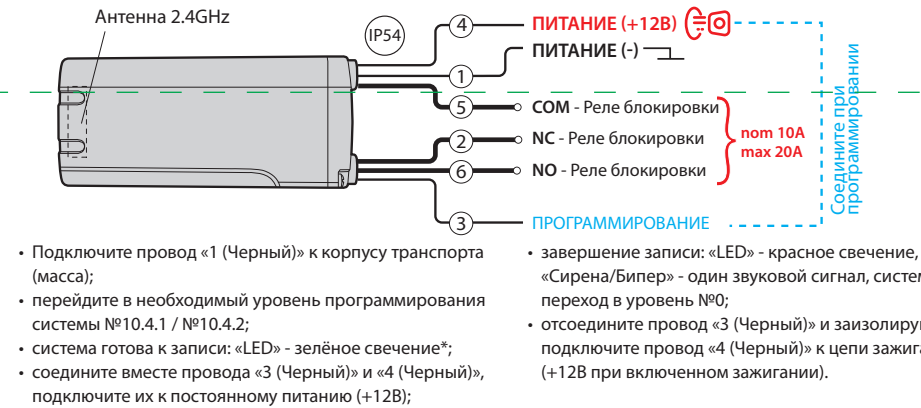 Антенна 2.4GHz
IP54
4
ПИТАНИЕ (+12В)
1
ПИТАНИЕ (-)
5
COM - Реле блокировки
2
NC - Реле блокировки
6
NO - Реле блокировки
nom 10A
max 20A
3
ПРОГРАММИРОВАНИЕ
Соедините при
программировании
• Подключите провод «1 (Черный)» к корпусу транспорта
(масса);
• перейдите в необходимый уровень программирования
системы №10.4.1 / №10.4.2;
• система готова к записи: «LED» - зелёное свечение*;
• соедините вместе провода «3 (Черный)» и «4 (Черный)»,
подключите их к постоянному питанию (+12В);
• завершение записи: «LED» - красное свечение,
«Сирена/Бипер» - один звуковой сигнал,
переход в уровень №0;
• отсоедините провод «3 (Черный)» и
подключите провод «4 (Черный)» к цепи
(+12В при включенном зажигании).